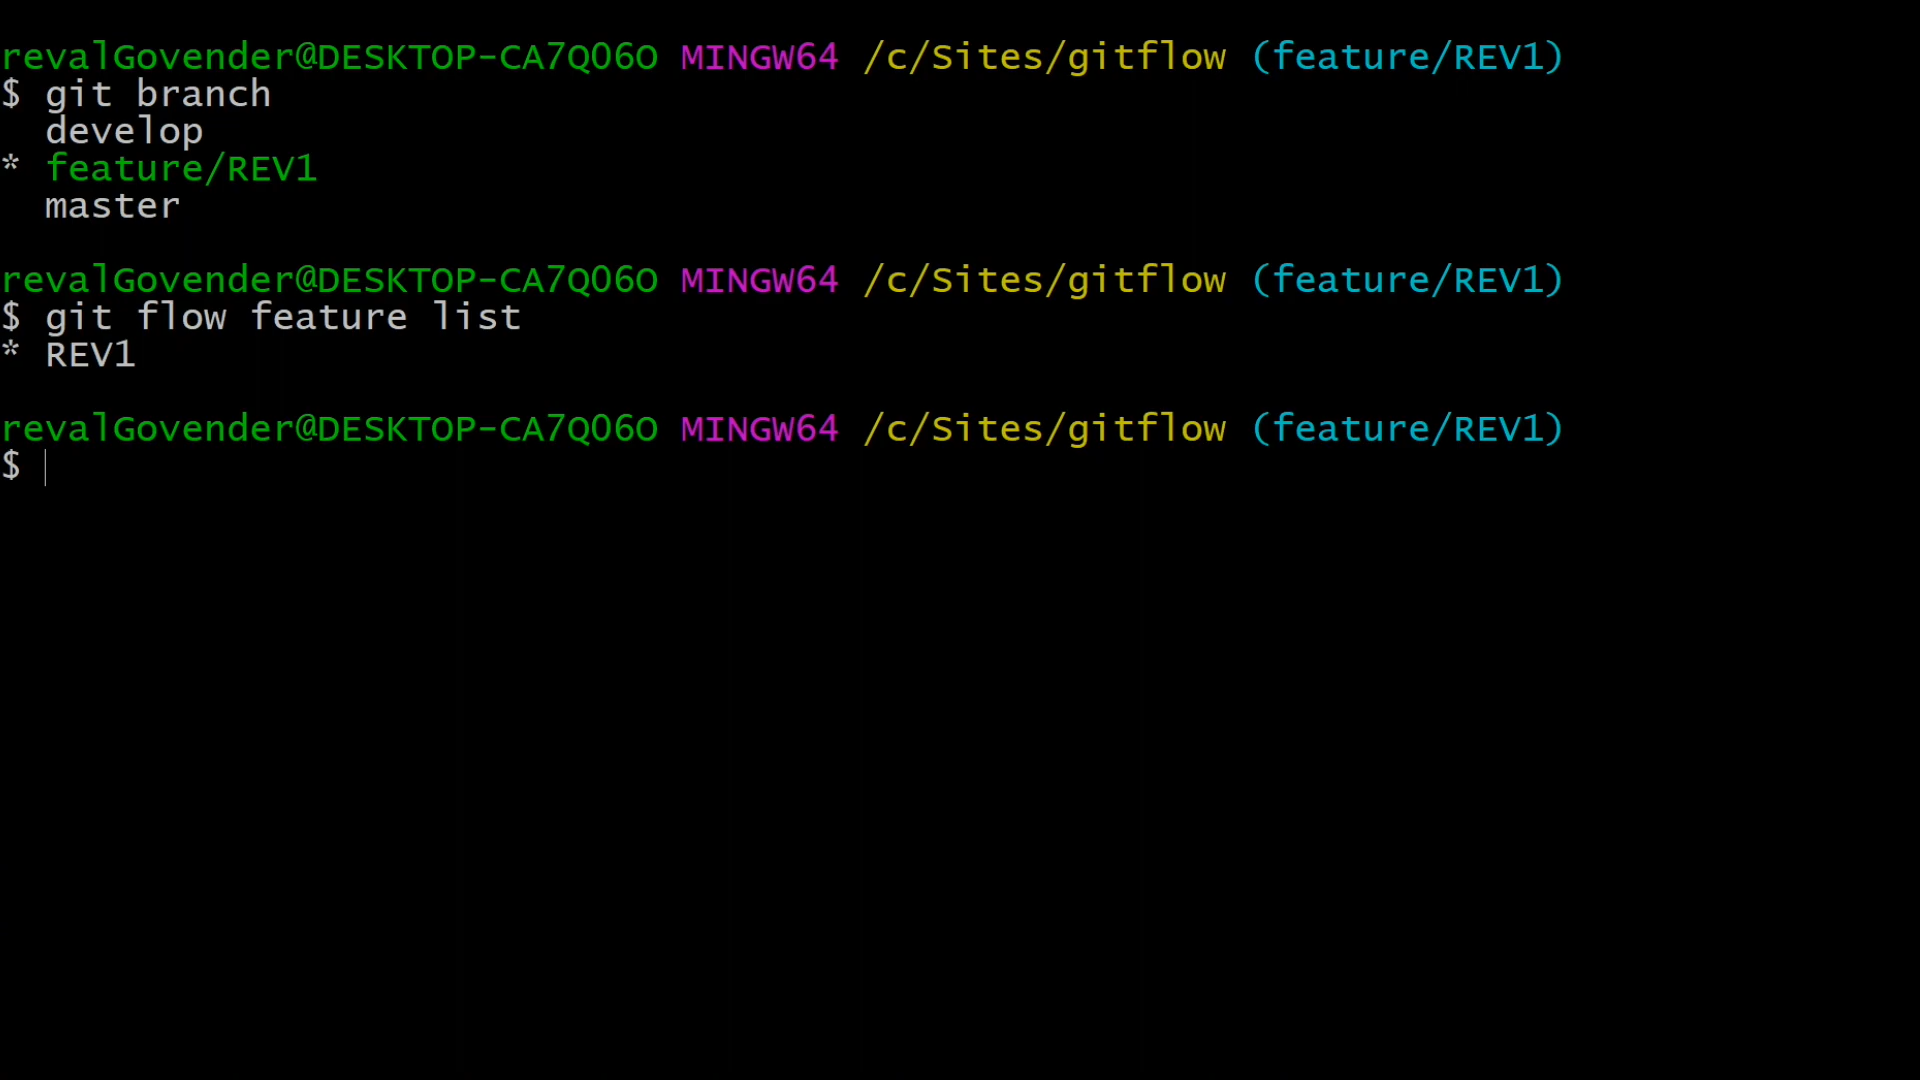 revalGovender@DESKTOP-CA7Q06O MINGW64 /c/Sites/gitflow (feature/REV1)
$ git branch
  develop
* feature/REV1
  master
revalGovender@DESKTOP-CA7Q06O MINGW64 /c/Sites/gitflow (feature/REV1)
$ git flow feature list
* REV1
revalGovender@DESKTOP-CA7Q06O MINGW64 /c/Sites/gitflow (feature/REV1)
$